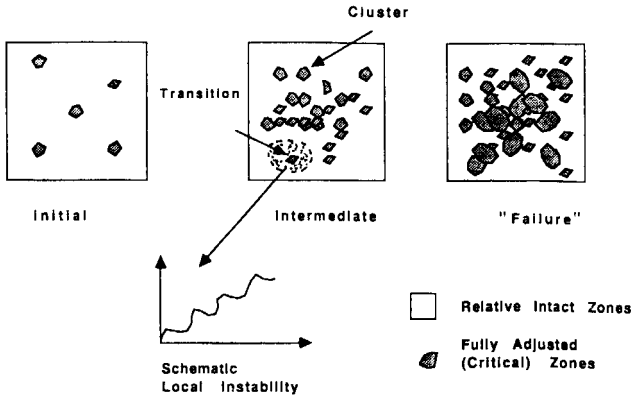 Cluster
Transition
Initial
Intermediate
"Failure"
Schematic
Local Instability
Relative Intact Zones
Fully Adjusted
(Critical) Zones